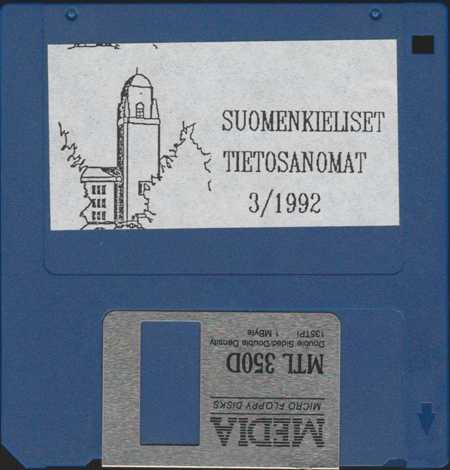 SUOMENKIELISET
TIETOSANOMAT
3/1992
MEDIA
MICRO FLOPPY DISKS
MTL 350D
Double Sided/Double Density
135TPI 1 MByte